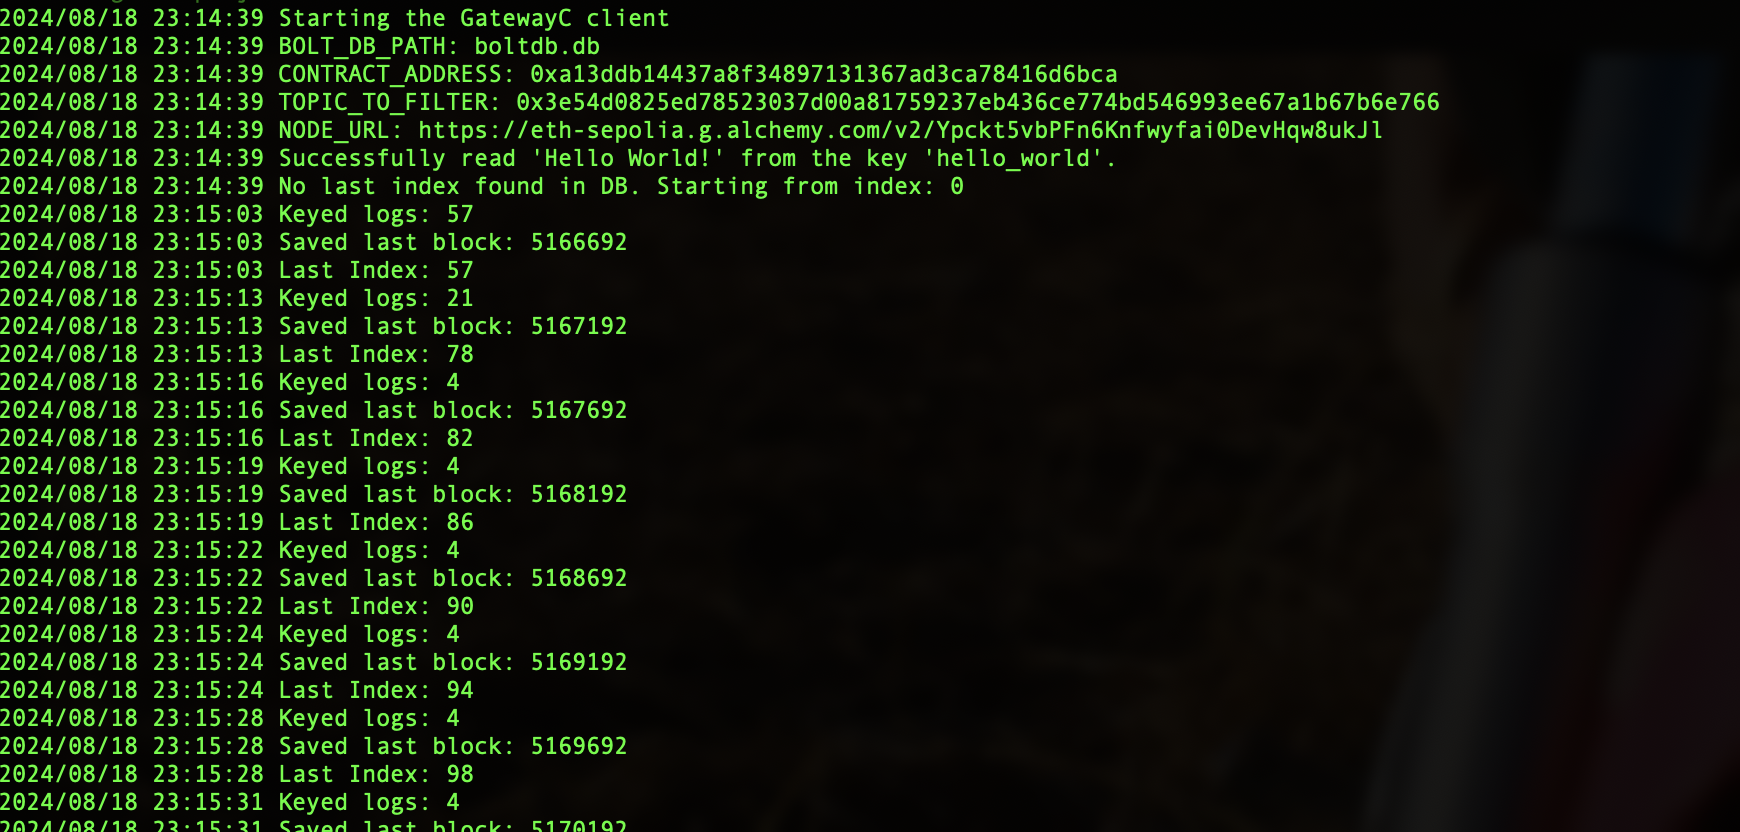 2024/08/18 23:14:39 Starting the GatewayC client
2024/08/18 23:14:39 BOLT_DB_PATH: boltdb.db
2024/08/18 23:14:39 CONTRACT_ADDRESS: 0xa13ddb14437a8f34897131367ad3ca78416d6bca
2024/08/18 23:14:39 TOPIC_TO_FILTER: 0x3e54d0825ed78523037d00a81759237eb436ce774bd546993ee67a1b67b6e766
2024/08/18 23:14:39 NODE_URL: https://eth-sepolia.g.alchemy.com/v2/Ypckt5vbPFn6Knfwyfai0DevHqw8ukJl
2024/08/18 23:14:39 Successfully read 'Hello World!' from the key 'hello_world'.
2024/08/18 23:14:39 No last index found in DB. Starting from index: 0
2024/08/18 23:15:03 Keyed logs: 57
2024/08/18 23:15:03 Saved last block: 5166692
2024/08/18 23:15:03 Last Index: 57
2024/08/18 23:15:13 Keyed logs: 21
2024/08/18 23:15:13 Saved last block: 5167192
2024/08/18 23:15:13 Last Index: 78
2024/08/18 23:15:16 Keyed logs: 4
2024/08/18 23:15:16 Saved last block: 5167692
2024/08/18 23:15:16 Last Index: 82
2024/08/18 23:15:19 Keyed logs: 4
2024/08/18 23:15:19 Saved last block: 5168192
2024/08/18 23:15:19 Last Index: 86
2024/08/18 23:15:22 Keyed logs: 4
2024/08/18 23:15:22 Saved last block: 5168692
2024/08/18 23:15:22 Last Index: 90
2024/08/18 23:15:24 Keyed logs: 4
2024/08/18 23:15:24 Saved last block: 5169192
2024/08/18 23:15:24 Last Index: 94
2024/08/18 23:15:28 Keyed logs: 4
2024/08/18 23:15:28 Saved last block: 5169692
2024/08/18 23:15:28 Last Index: 98
2024/08/18 23:15:31 Keyed logs: 4
2024/08/18 23:15:31 Saved last block: 5170192